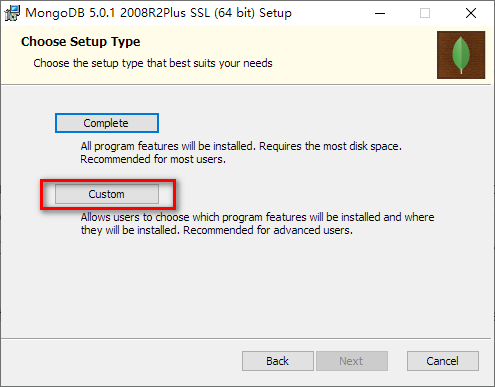 MongoDB 5.0.1 2008R2Plus SSL (64 bit) Setup
Choose Setup Type
Choose the setup type that best suits your needs
Complete
All program features will be installed. Requires the most disk space.
Recommended for most users.
Custom
Allows users to choose which program features will be installed and where
they will be installed. Recommended for advanced users.
Back Next Cancel